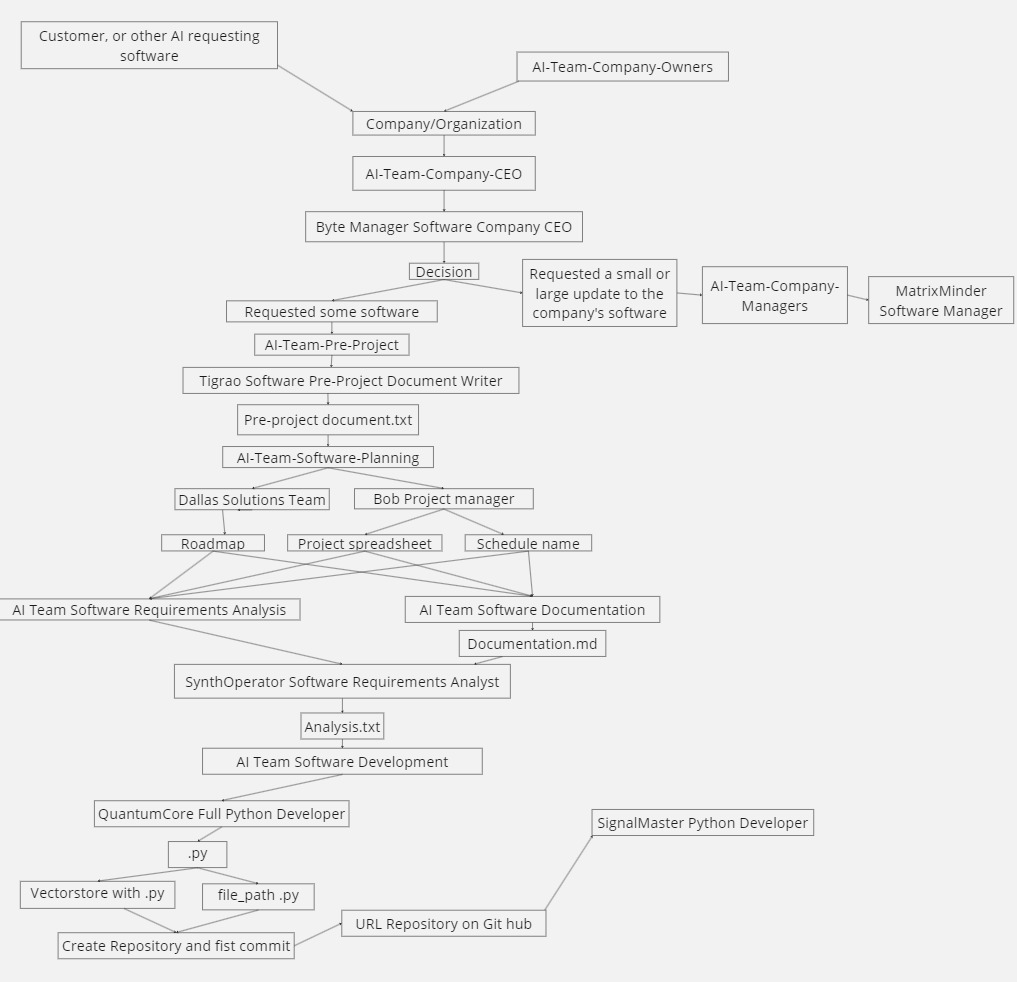 Customer, or other AI requesting
software
AI-Team-Company-Owners
Company/Organization
AI-Team-Company-CEO
Byte Manager Software Company CEO
Decision
Requested a small or
large update to the
company's software
AI-Team-Company-
Managers
MatrixMinder
Software Manager
Requested some software
AI-Team-Pre-Project
Tigrao Software Pre-Project Document Writer
Pre-project document.txt
AI-Team-Software-Planning
Dallas Solutions Team
Bob Project manager
Roadmap
Project spreadsheet
Schedule name
AI Team Software Requirements Analysis
AI Team Software Documentation
Documentation.md
SynthOperator Software Requirements Analyst
Analysis.txt
AI Team Software Development
QuantumCore Full Python Developer
SignalMaster Python Developer
.py
Vectorstore with .py
file_path .py
URL Repository on Git hub
Create Repository and fist commit